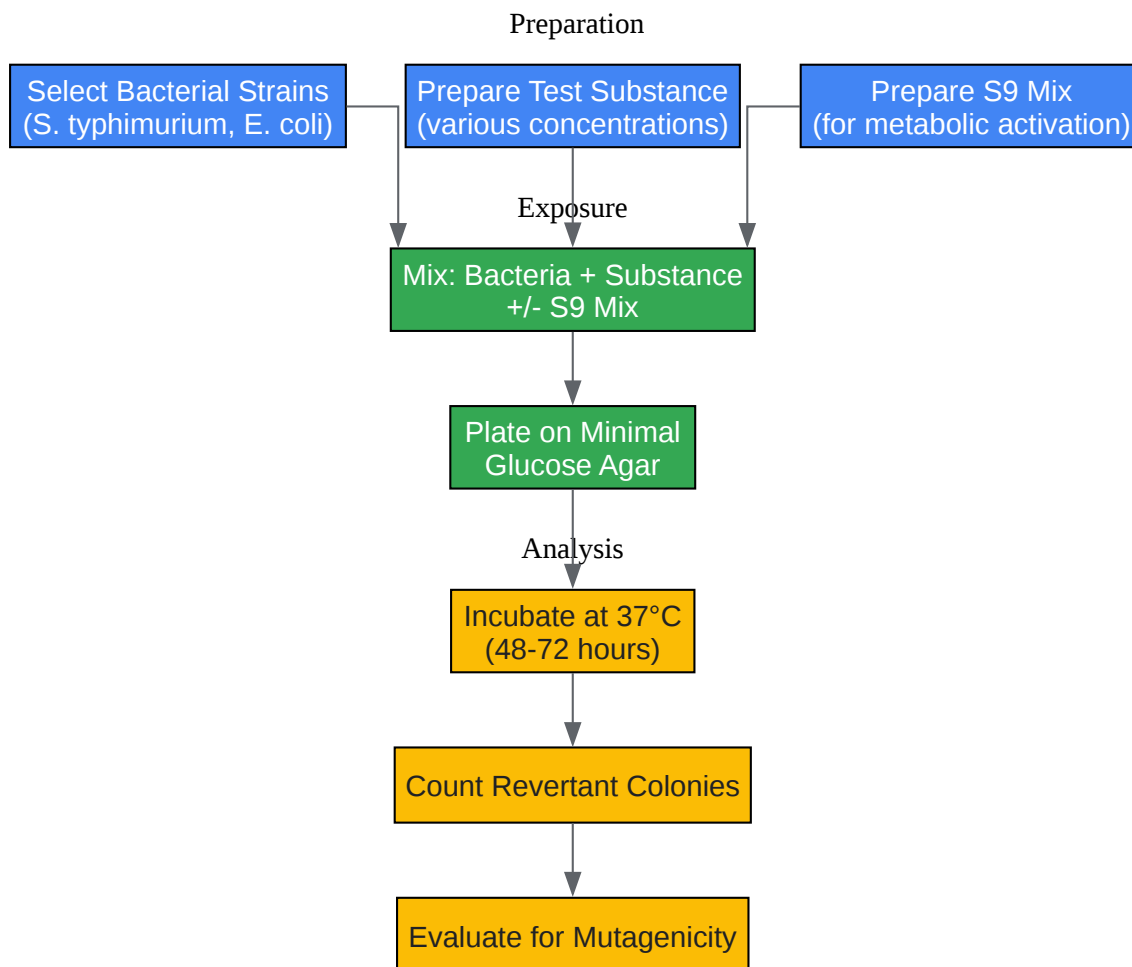 Preparation
Select Bacterial Strains
(S. typhimurium, E. coli)
Prepare Test Substance
(various concentrations)
Prepare S9 Mix
(for metabolic activation)
Exposure
Mix: Bacteria + Substance
+/- S9 Mix
Plate on Minimal
Glucose Agar
Analysis
Incubate at 37°C
(48-72 hours)
Count Revertant Colonies
Evaluate for Mutagenicity